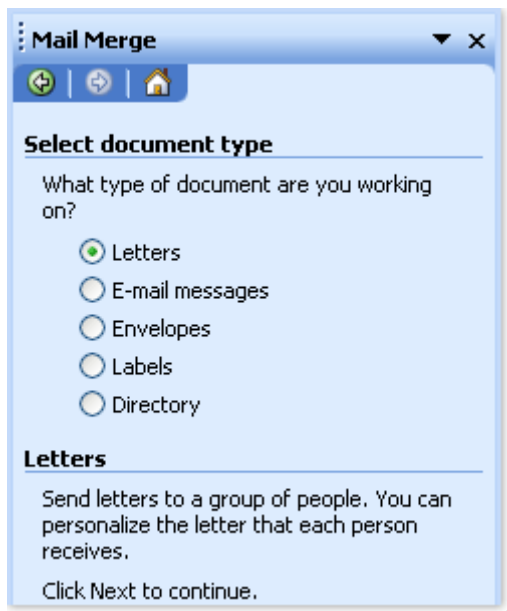 Mail Merge
Select document type
What type of document are you working
on?
Letters
E-mail messages
Envelopes
Labels
Directory
Letters
Send letters to a group of people. You can
personalize the letter that each person
receives.
Click Next to continue.